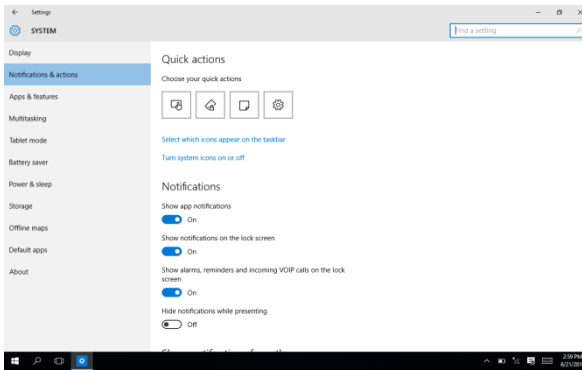 Settings
SYSTEM
Find a setting
Display
Notifications & actions
Apps & features
Multitasking
Tablet mode
Battery saver
Power & sleep
Storage
Offline maps
Default apps
About
Quick actions
Choose your quick actions
Select which icons appear on the taskbar
Turn system icons on or off
Notifications
Show app notifications
On
Show notifications on the lock screen
On
Show alarms, reminders and incoming VOIP calls on the lock
screen
On
Hide notifications while presenting
Off
2:59 PM